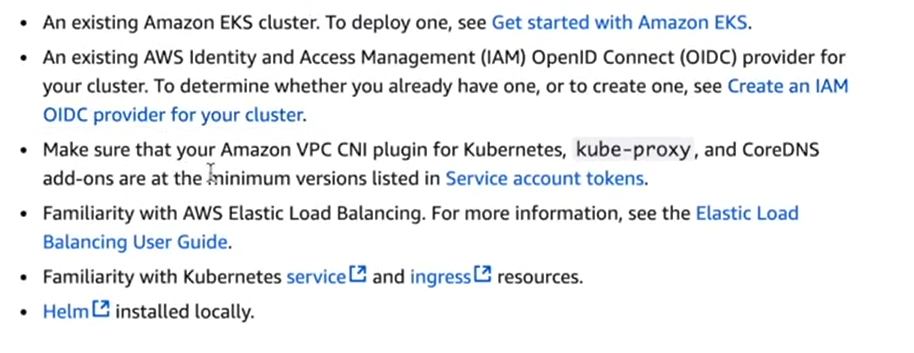 • An existing Amazon EKS cluster. To deploy one, see Get started with Amazon EKS.
• An existing AWS Identity and Access Management (IAM) OpenID Connect (OIDC) provider for
your cluster. To determine whether you already have one, or to create one, see Create an IAM
OIDC provider for your cluster.
• Make sure that your Amazon VPC CNI plugin for Kubernetes, kube-proxy, and CoreDNS
add-ons are at the minimum versions listed in Service account tokens.
• Familiarity with AWS Elastic Load Balancing. For more information, see the Elastic Load
Balancing User Guide.
• Familiarity with Kubernetes service and ingress resources.
• Helm installed locally.